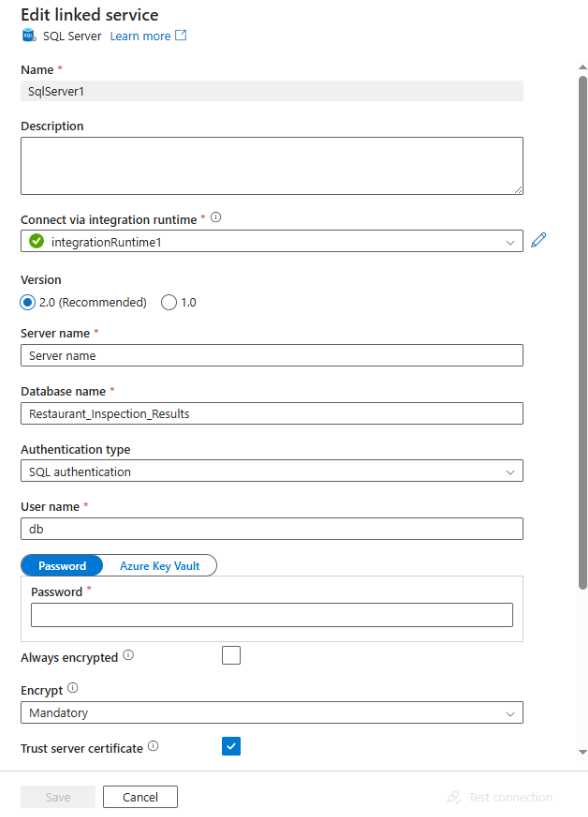 Edit linked service
SQL Server Learn more
Name *
SqlServer1
Description
Connect via integration runtime *
integrationRuntime1
Version
2.0 (Recommended) 1.0
Server name *
Server name
Database name *
Restaurant_Inspection_Results
Authentication type
SQL authentication
User name *
db
Password Azure Key Vault
Password *
Always encrypted
Encrypt
Mandatory
Trust server certificate
Save Cancel Test connection